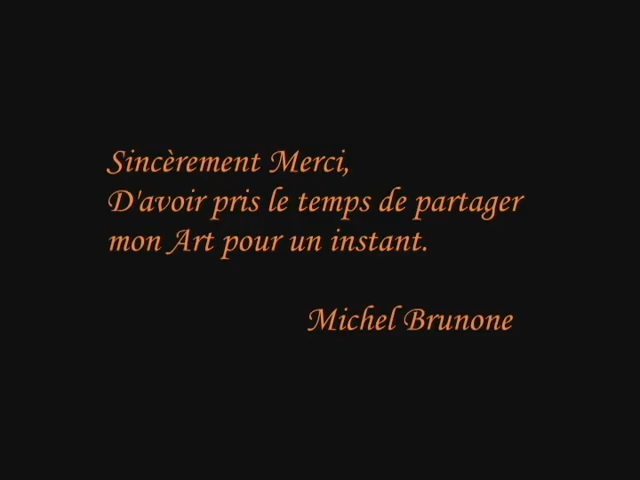 Sincèrement Merci,
D'avoir pris le temps de partager
mon Art pour un instant.
Michel Brunone